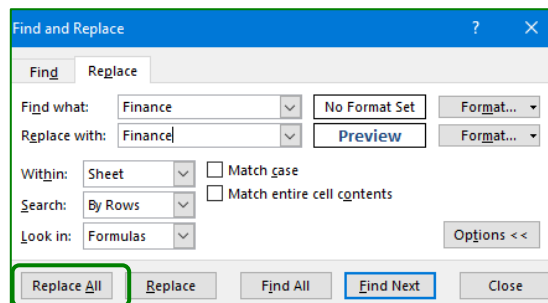 Find and Replace ? ×
Find Replace
Find what: Finance No Format Set Format...
Replace with: Finance Preview Format...
Within: Sheet Match case
Match entire cell contents
Search: By Rows
Look in: Formulas Options <<
Replace All Replace Find All Find Next Close